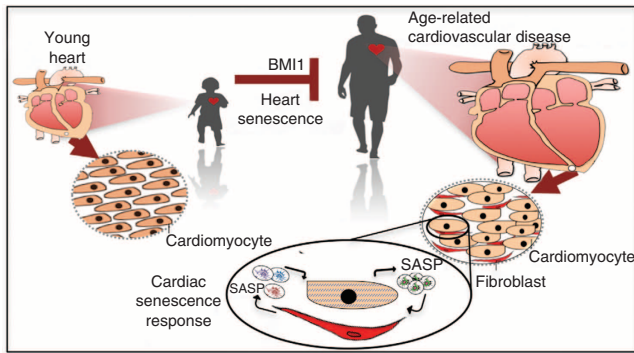 Young
heart
BMI1
Heart
senescence
Age-related
cardiovascular disease
Cardiomyocyte
Cardiomyocyte
Fibroblast
SASP
SASP
Cardiac
senescence
response